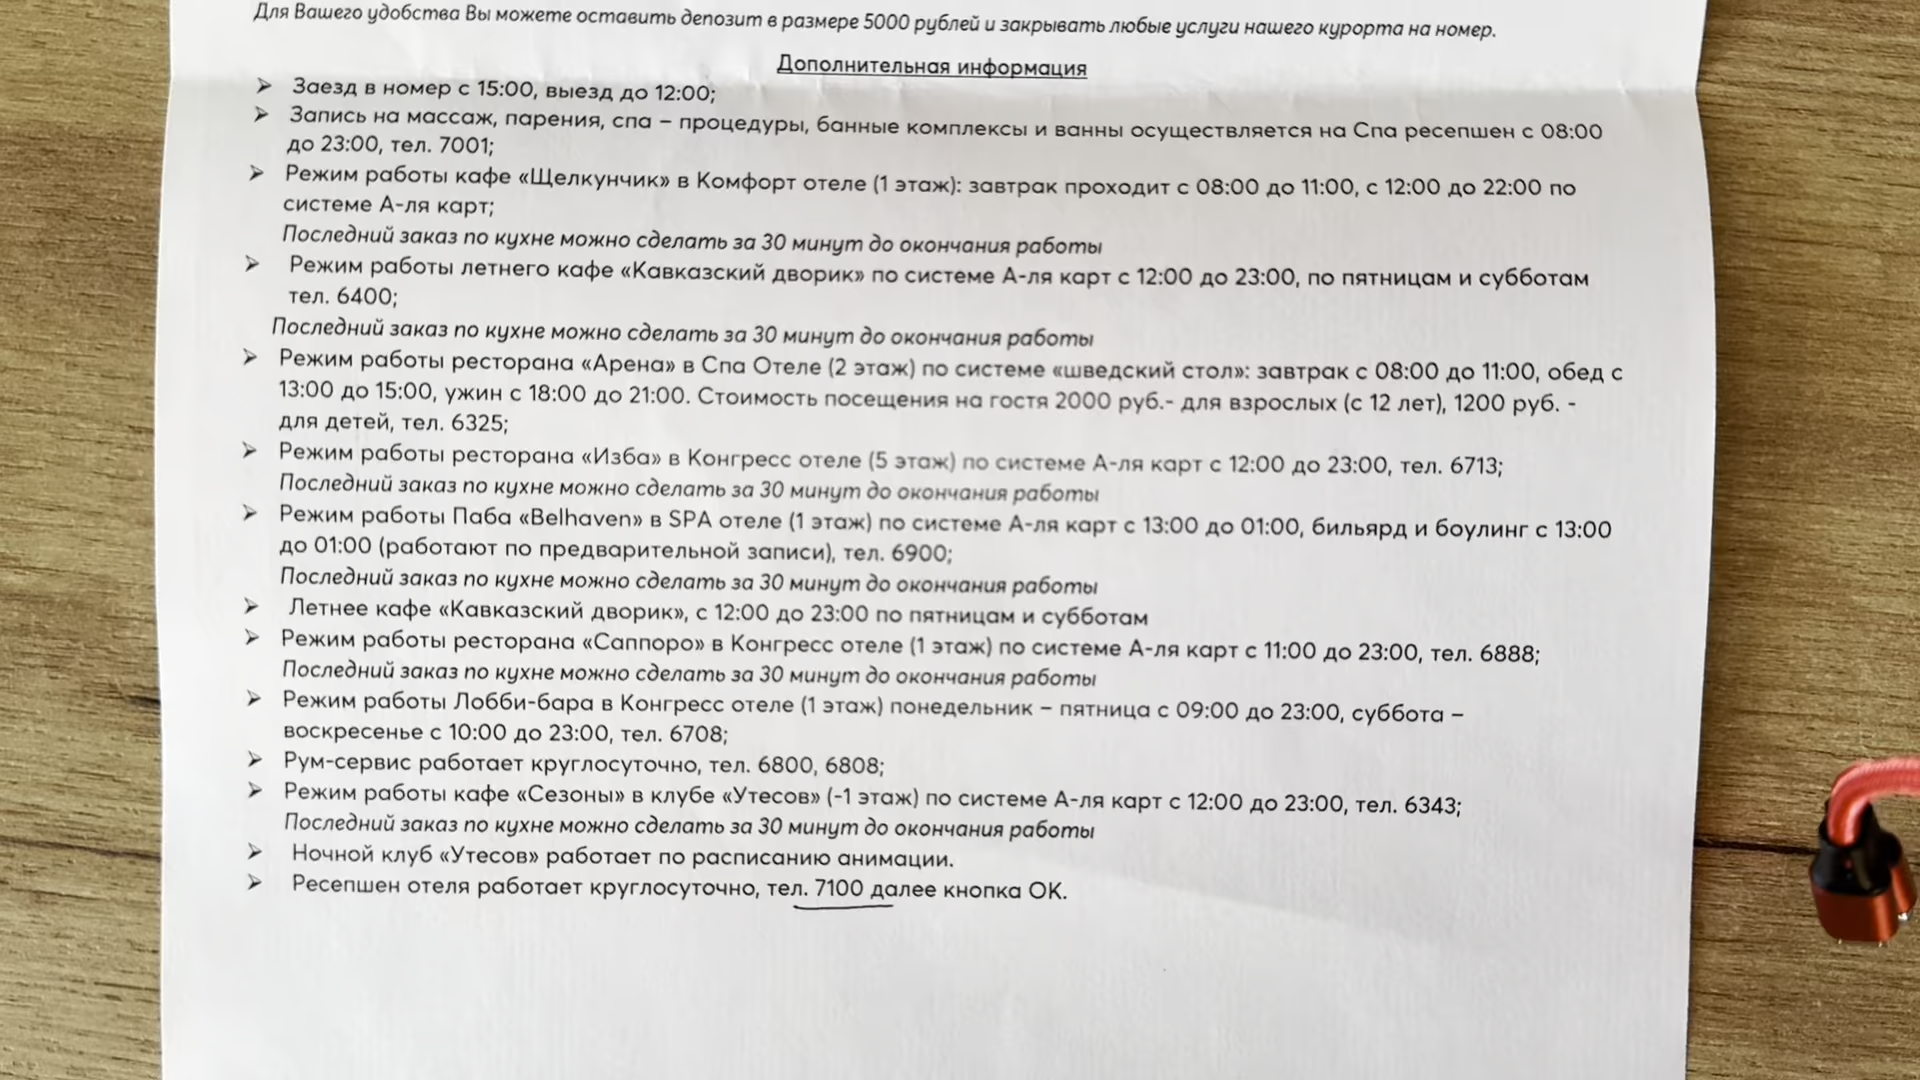 Для Вашего удобства Вы можете оставить депозит в размере 5000 рублей и закрывать любые услуги нашего курорта на номер.
Дополнительная информация
➢ Заезд в номер с 15:00, выезд до 12:00;
➢ Запись на массаж, парения, спа – процедуры, банные комплексы и ванны осуществляется на Спа ресепшен с 08:00
до 23:00, тел. 7001;
➢ Режим работы кафе «Щелкунчик» в Комфорт отеле (1 этаж): завтрак проходит с 08:00 до 11:00, с 12:00 до 22:00 по
системе А-ля карт;
Последний заказ по кухне можно сделать за 30 минут до окончания работы
➢ Режим работы летнего кафе «Кавказский дворик» по системе А-ля карт с 12:00 до 23:00, по пятницам и субботам
тел. 6400;
Последний заказ по кухне можно сделать за 30 минут до окончания работы
➢ Режим работы ресторана «Арена» в Спа Отеле (2 этаж) по системе «шведский стол»: завтрак с 08:00 до 11:00, обед с
13:00 до 15:00, ужин с 18:00 до 21:00. Стоимость посещения на гостя 2000 руб.- для взрослых (с 12 лет), 1200 руб. -
для детей, тел. 6325;
➢ Режим работы ресторана «Изба» в Конгресс отеле (5 этаж) по системе А-ля карт с 12:00 до 23:00, тел. 6713;
Последний заказ по кухне можно сделать за 30 минут до окончания работы
➢ Режим работы Паба «Belhaven» в SPA отеле (1 этаж) по системе А-ля карт с 13:00 до 01:00, бильярд и боулинг с 13:00
до 01:00 (работают по предварительной записи), тел. 6900;
Последний заказ по кухне можно сделать за 30 минут до окончания работы
➢ Летнее кафе «Кавказский дворик», с 12:00 до 23:00 по пятницам и субботам
➢ Режим работы ресторана «Саппоро» в Конгресс отеле (1 этаж) по системе А-ля карт с 11:00 до 23:00, тел. 6888;
Последний заказ по кухне можно сделать за 30 минут до окончания работы
➢ Режим работы Лобби-бара в Конгресс отеле (1 этаж) понедельник – пятница с 09:00 до 23:00, суббота –
воскресенье с 10:00 до 23:00, тел. 6708;
➢ Рум-сервис работает круглосуточно, тел. 6800, 6808;
➢ Режим работы кафе «Сезоны» в клубе «Утесов» (-1 этаж) по системе А-ля карт с 12:00 до 23:00, тел. 6343;
Последний заказ по кухне можно сделать за 30 минут до окончания работы
➢ Ночной клуб «Утесов» работает по расписанию анимации.
➢ Ресепшен отеля работает круглосуточно, тел. 7100 далее кнопка ОК.